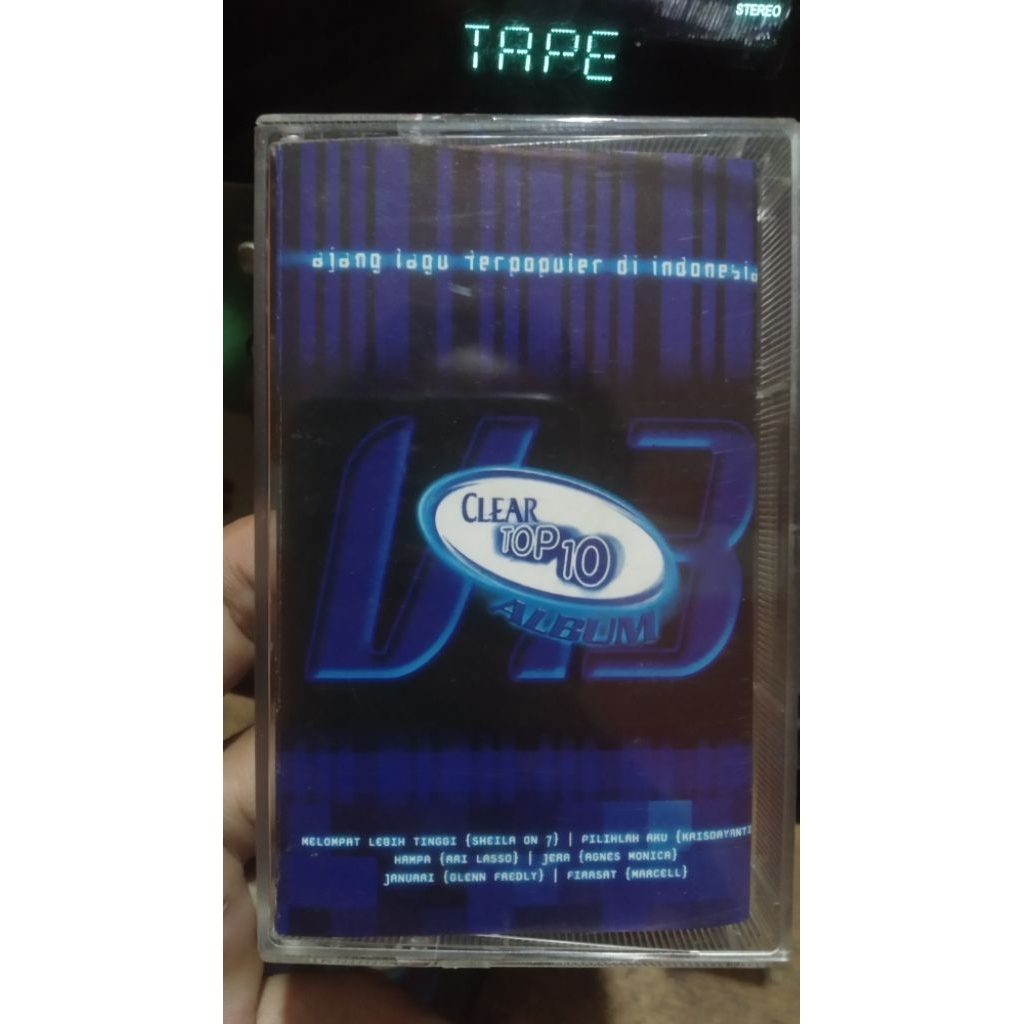 STEREO
TAPE
ajang lagu terpopuler di indonesia
CLEAR
TOP 10
ALBUM
MELOMPAT LEBIH TINGGI {SHEILA ON 7} | PILIHLAH AKU {KRISDAYANTI
HAMPA {ARI LASSO} | JERA {AGNES MONICA}
JANUARI {GLENN FREDLY} | FIRASAT {MARCELL}